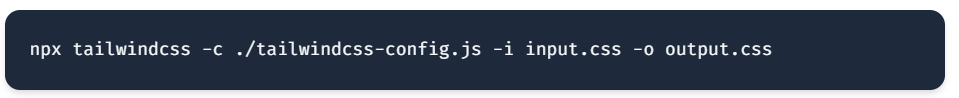 npx tailwindcss -c ./tailwindcss-config.js -i input.css -o output.css